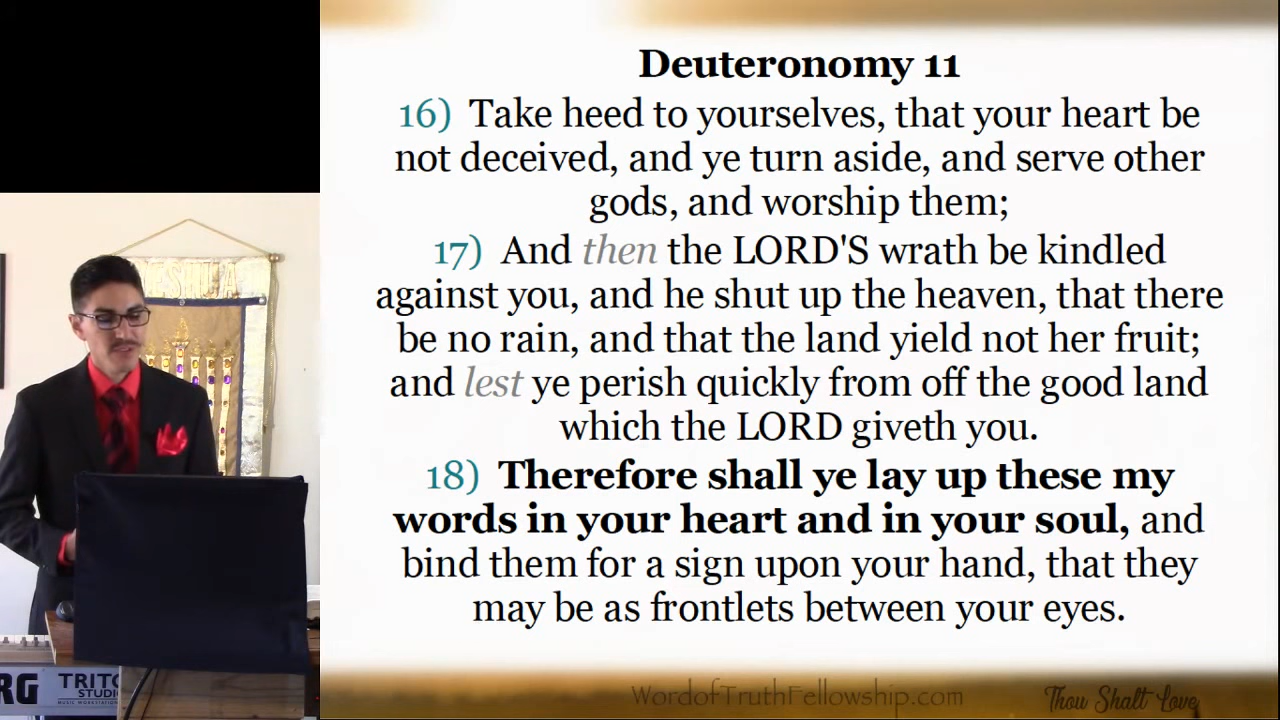 Deuteronomy 11
16) Take heed to yourselves, that your heart be
not deceived, and ye turn aside, and serve other
gods, and worship them;
17) And then the LORD'S wrath be kindled
against you, and he shut up the heaven, that there
be no rain, and that the land yield not her fruit;
and lest ye perish quickly from off the good land
which the LORD giveth you.
18) Therefore shall ye lay up these my
words in your heart and in your soul, and
bind them for a sign upon your hand, that they
may be as frontlets between your eyes.
WordofTruthFellowship.com
Thou Shalt Love
RG
TRIT
STUDI